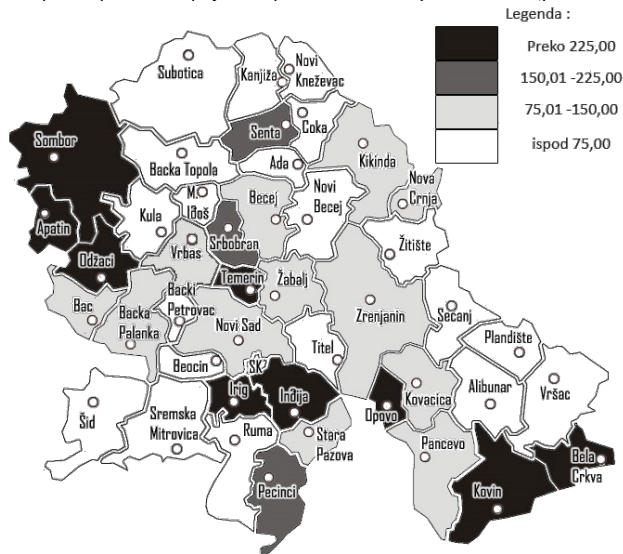 Legenda :
Preko 225,00
150,01 -225,00
75,01 -150,00
ispod 75,00
Subotica
Kanjiža
Novi
Kneževac
Sombor
Senta
Coka
Backa Topola
Ada
Kikinda
Apatin
Kula
M.
Iđoš
Becej
Novi
Becej
Nova
Crnja
Srbobran
Vrbas
Žitište
Odžaci
Temerin
Bac
Backa
Palanka
Backi
Petrovac
Žabalj
Zrenjanin
Secanj
Novi Sad
Titel
Plandište
Beocin
SK
Irig
Inđija
Opovo
Kovacica
Alibunar
Vršac
Šid
Sremska
Mitrovica
Ruma
Stara
Pazova
Pancevo
Pecinci
Kovin
Bela
Crkva